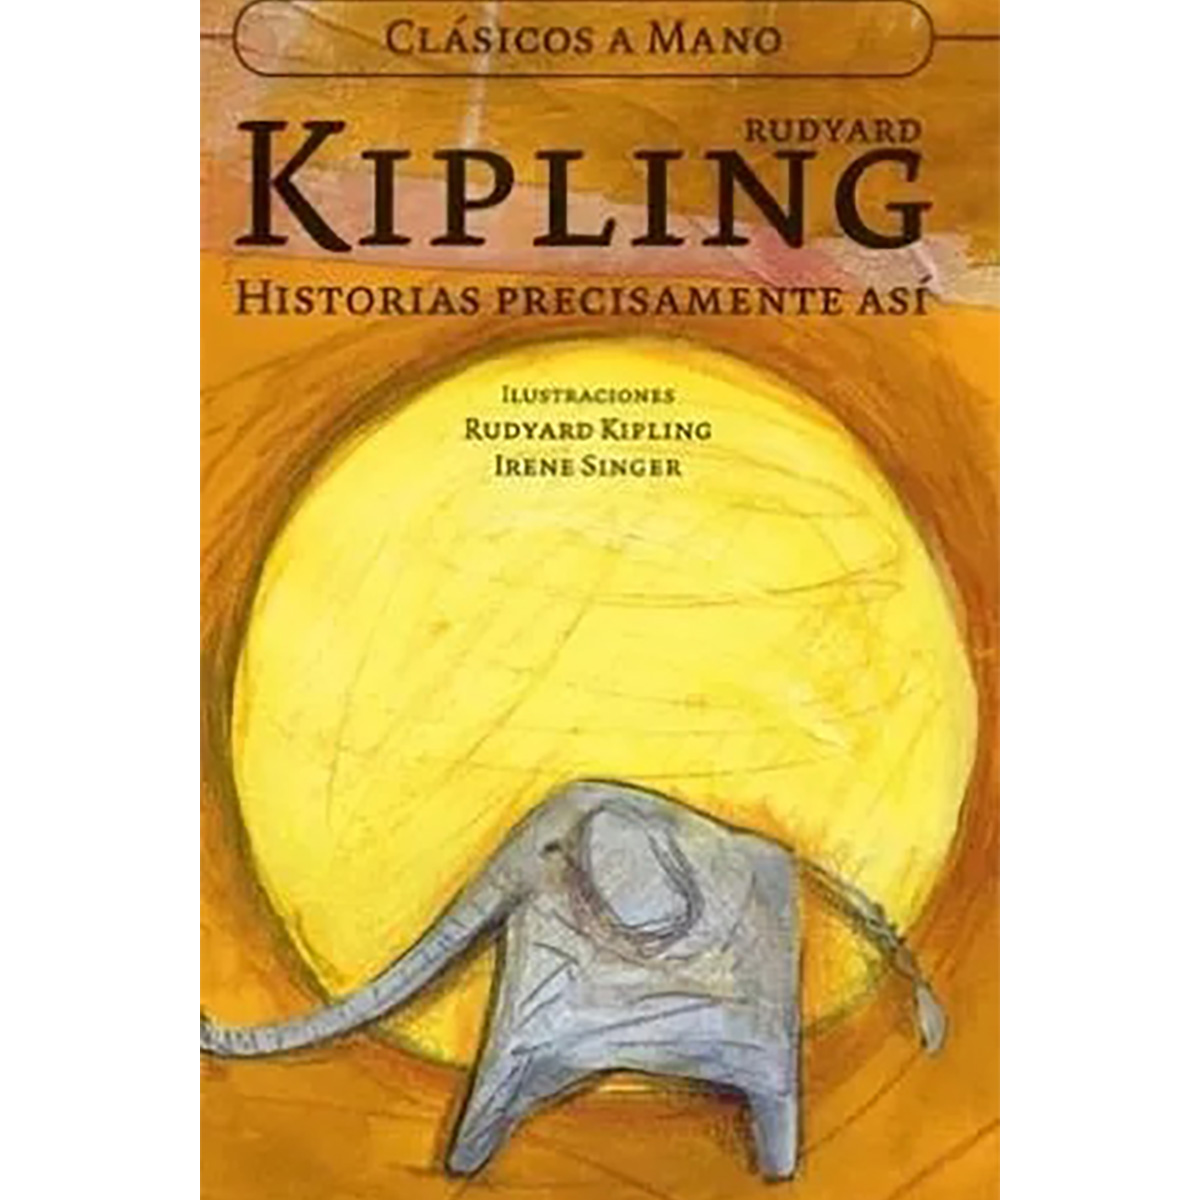 CLÁSICOS A MANO
RUDYARD
KIPLING
HISTORIAS PRECISAMENTE ASÍ
ILUSTRACIONES
RUDYARD KIPLING
IRENE SINGER